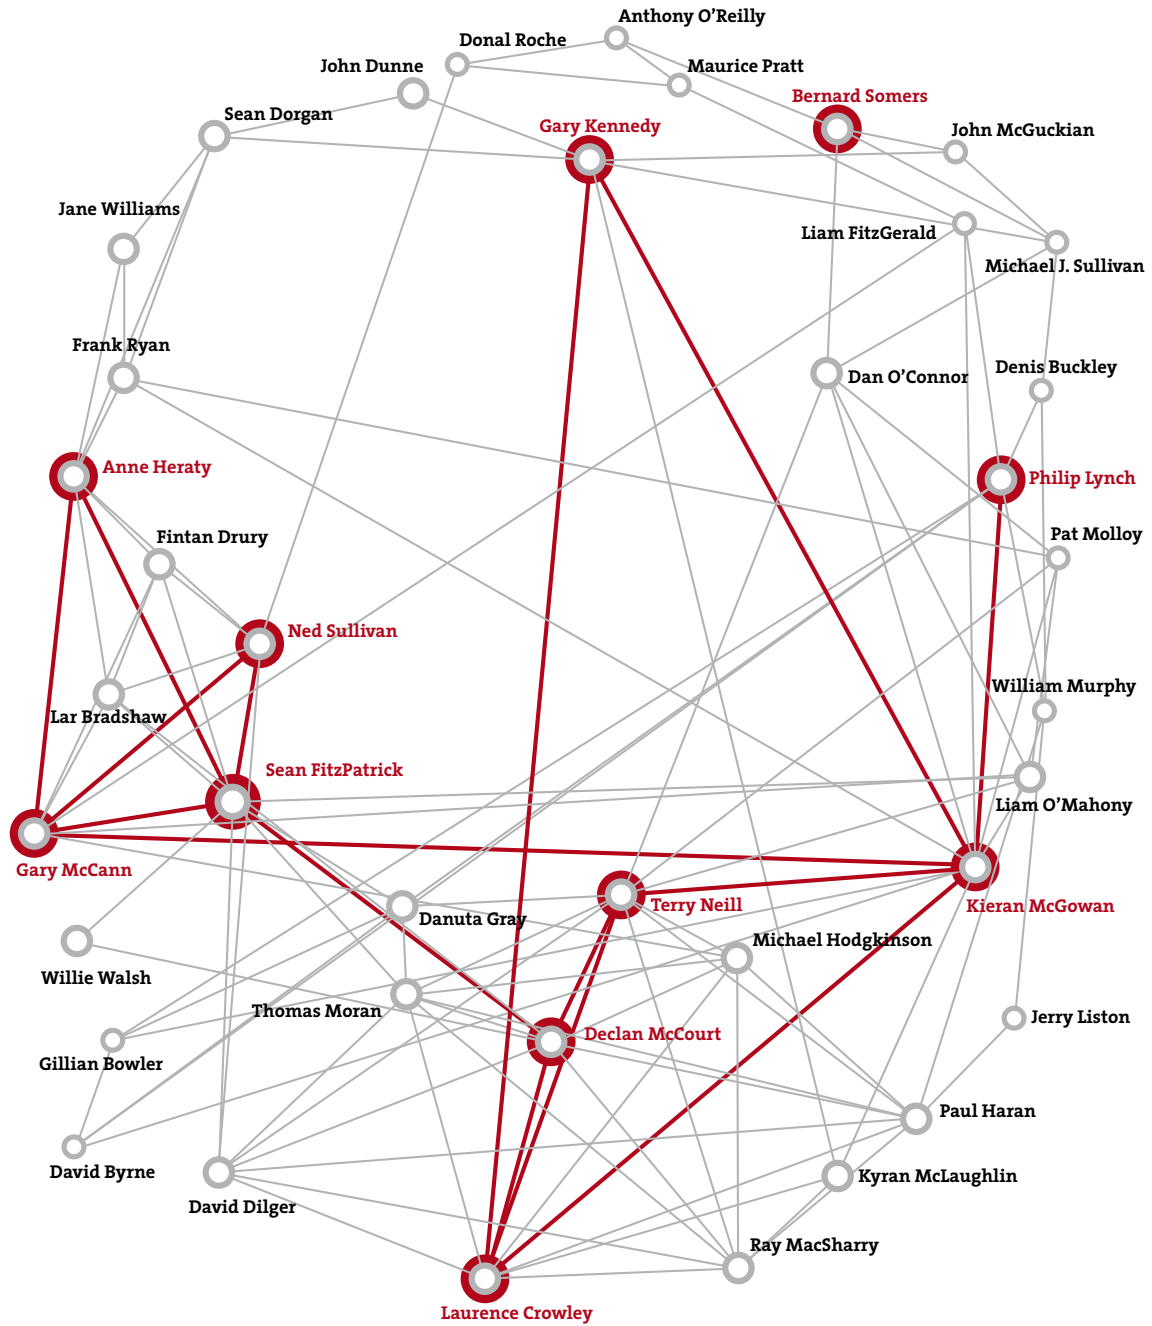 Anthony O’Reilly
Donal Roche
John Dunne
Maurice Pratt
Bernard Somers
Sean Dorgan
Gary Kennedy
John McGuckian
Jane Williams
Liam FitzGerald
Michael J. Sullivan
Frank Ryan
Dan O’Connor
Denis Buckley
Anne Heraty
Philip Lynch
Fintan Drury
Pat Molloy
Ned Sullivan
William Murphy
Lar Bradshaw
Sean FitzPatrick
Liam O’Mahony
Gary McCann
Terry Neill
Kieran McGowan
Danuta Gray
Michael Hodgkinson
Willie Walsh
Thomas Moran
Jerry Liston
Declan McCourt
Gillian Bowler
Paul Haran
David Byrne
Kyran McLaughlin
David Dilger
Ray MacSharry
Laurence Crowley